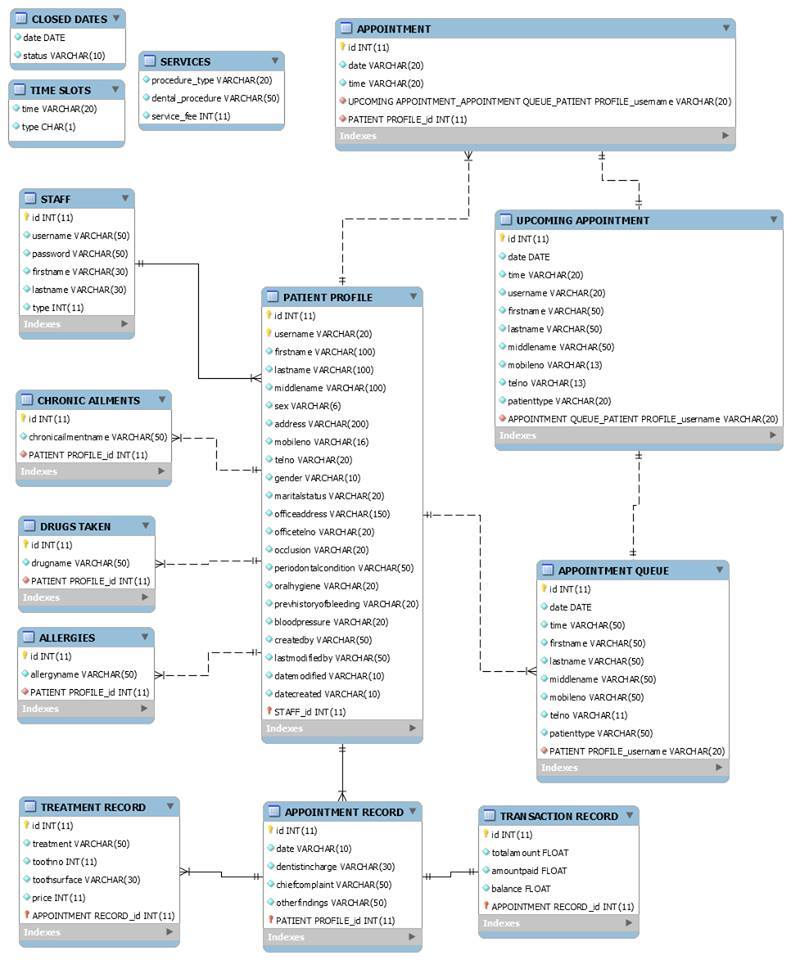 CLOSED DATES
date DATE
status VARCHAR(10)
TIME SLOTS
time VARCHAR(20)
type CHAR(1)
SERVICES
procedure_type VARCHAR(20)
dental_procedure VARCHAR(50)
service_fee INT(11)
APPOINTMENT
id INT(11)
date VARCHAR(20)
time VARCHAR(20)
UPCOMING APPOINTMENT_APPOINTMENT QUEUE_PATIENT PROFILE_username VARCHAR(20)
PATIENT PROFILE_id INT(11)
Indexes
STAFF
id INT(11)
username VARCHAR(50)
password VARCHAR(50)
firstname VARCHAR(30)
lastname VARCHAR(30)
type INT(11)
Indexes
UPCOMING APPOINTMENT
id INT(11)
date DATE
time VARCHAR(20)
username VARCHAR(20)
firstname VARCHAR(50)
lastname VARCHAR(50)
middlename VARCHAR(50)
mobileno VARCHAR(13)
telno VARCHAR(13)
patienttype VARCHAR(20)
APPOINTMENT QUEUE_PATIENT PROFILE_username VARCHAR(20)
Indexes
PATIENT PROFILE
id INT(11)
username VARCHAR(20)
firstname VARCHAR(100)
lastname VARCHAR(100)
middlename VARCHAR(100)
sex VARCHAR(6)
address VARCHAR(200)
mobileno VARCHAR(16)
telno VARCHAR(20)
gender VARCHAR(10)
maritalstatus VARCHAR(20)
officeaddress VARCHAR(150)
officetelno VARCHAR(20)
occlusion VARCHAR(20)
periodontalcondition VARCHAR(50)
oralhygiene VARCHAR(20)
prevhistoryofbleeding VARCHAR(20)
bloodpressure VARCHAR(20)
createdby VARCHAR(50)
lastmodifiedby VARCHAR(50)
datemodified VARCHAR(10)
datecreated VARCHAR(10)
STAFF_id INT(11)
Indexes
CHRONIC AILMENTS
id INT(11)
chronicailmentname VARCHAR(50)
PATIENT PROFILE_id INT(11)
Indexes
DRUGS TAKEN
id INT(11)
drugname VARCHAR(50)
PATIENT PROFILE_id INT(11)
Indexes
ALLERGIES
id INT(11)
allergyname VARCHAR(50)
PATIENT PROFILE_id INT(11)
Indexes
APPOINTMENT QUEUE
id INT(11)
date DATE
time VARCHAR(50)
firstname VARCHAR(50)
lastname VARCHAR(50)
middlename VARCHAR(50)
mobileno VARCHAR(50)
telno VARCHAR(11)
patienttype VARCHAR(50)
PATIENT PROFILE_username VARCHAR(20)
Indexes
TREATMENT RECORD
id INT(11)
treatment VARCHAR(50)
toothno INT(11)
toothsurface VARCHAR(30)
price INT(11)
APPOINTMENT RECORD_id INT(11)
Indexes
APPOINTMENT RECORD
id INT(11)
date VARCHAR(10)
dentistincharge VARCHAR(30)
chiefcomplaint VARCHAR(50)
otherfindings VARCHAR(50)
PATIENT PROFILE_id INT(11)
Indexes
TRANSACTION RECORD
id INT(11)
totalamount FLOAT
amountpaid FLOAT
balance FLOAT
APPOINTMENT RECORD_id INT(11)
Indexes